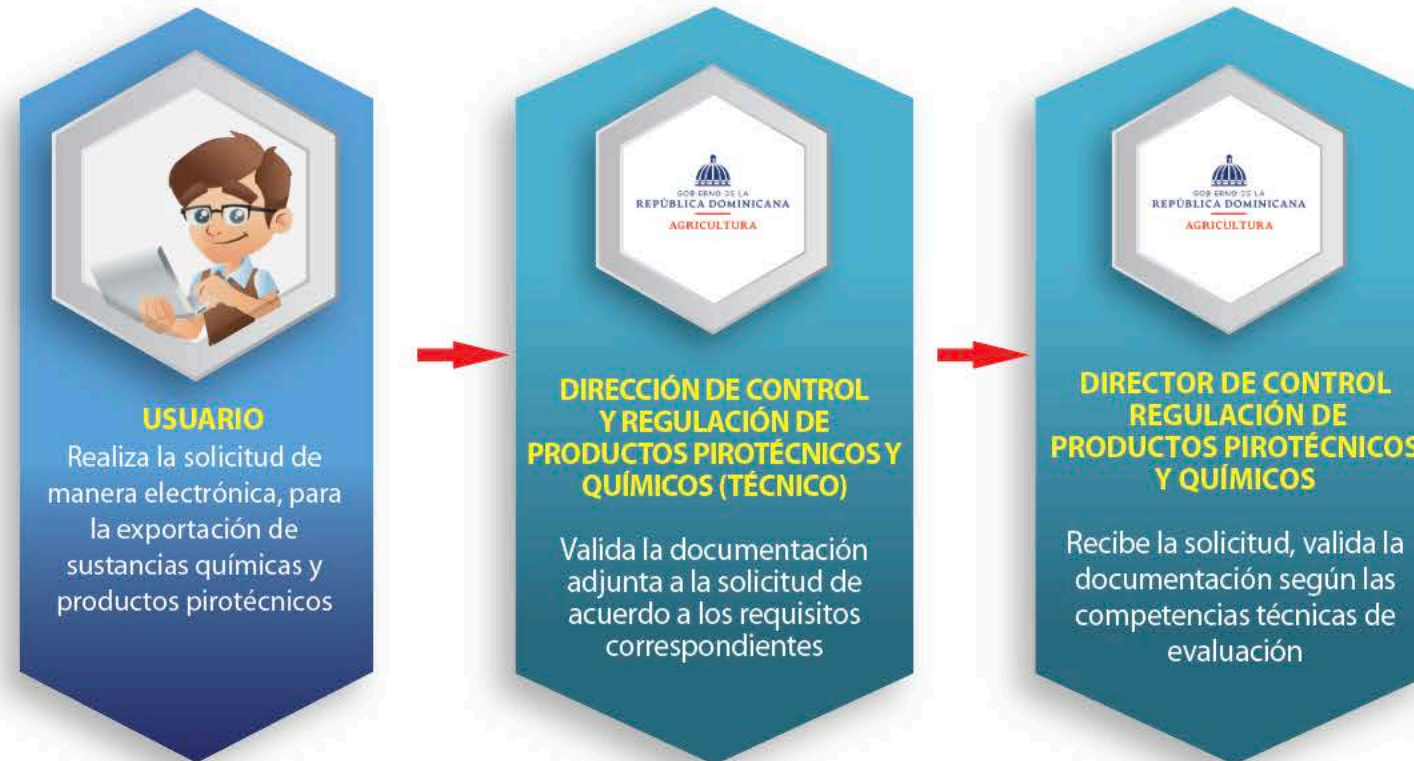 USUARIO
Realiza la solicitud de
manera electrónica, para
la exportación de
sustancias químicas y
productos pirotécnicos
GOBIERNO DE LA
REPÚBLICA DOMINICANA
AGRICULTURA
DIRECCIÓN DE CONTROL
Y REGULACIÓN DE
PRODUCTOS PIROTÉCNICOS Y
QUÍMICOS (TÉCNICO)
Valida la documentación
adjunta a la solicitud de
acuerdo a los requisitos
correspondientes
GOBIERNO DE LA
REPÚBLICA DOMINICANA
AGRICULTURA
DIRECTOR DE CONTROL
REGULACIÓN DE
PRODUCTOS PIROTÉCNICOS
Y QUÍMICOS
Recibe la solicitud, valida la
documentación según las
competencias técnicas de
evaluación